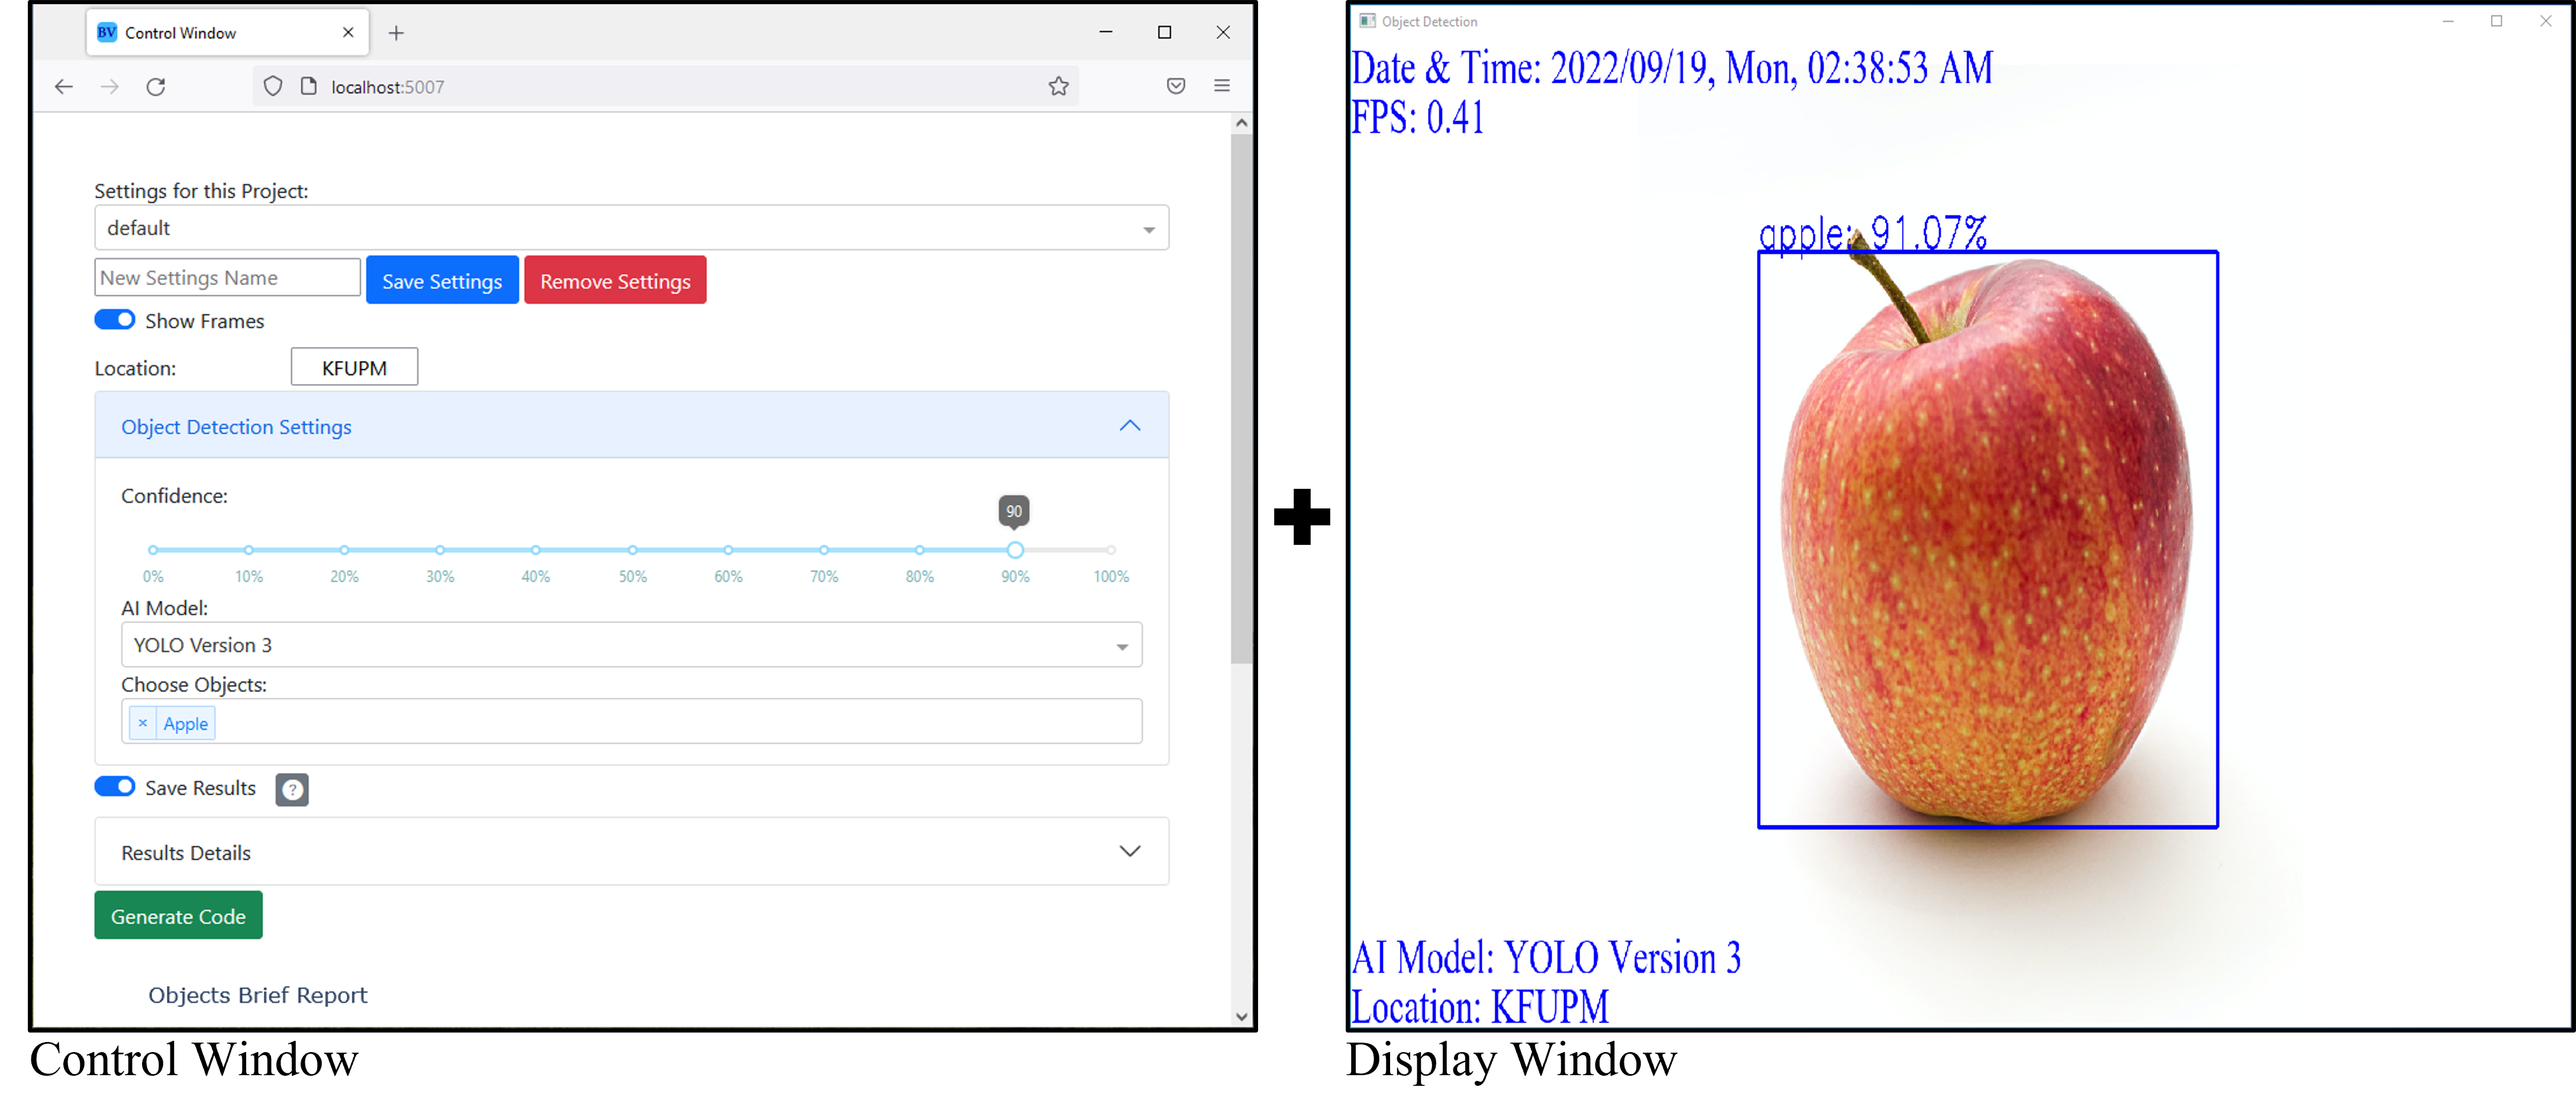 BV Control Window
localhost:5007
Settings for this Project:
default
New Settings Name Save Settings Remove Settings
Show Frames
Location: KFUPM
Object Detection Settings
Confidence:
90
0% 10% 20% 30% 40% 50% 60% 70% 80% 90% 100%
AI Model:
YOLO Version 3
Choose Objects:
× Apple
Save Results ?
Results Details
Generate Code
Objects Brief Report
Control Window
Object Detection
Date & Time: 2022/09/19, Mon, 02:38:53 AM
FPS: 0.41
apple: 91.07%
AI Model: YOLO Version 3
Location: KFUPM
Display Window